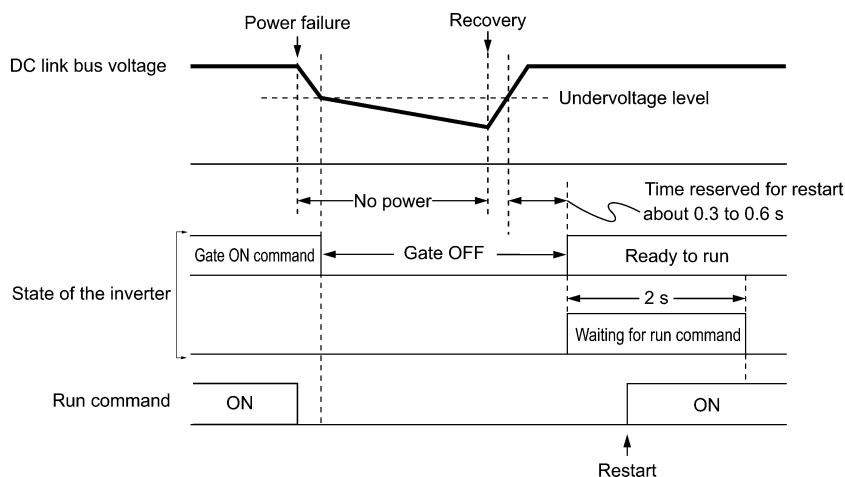 Power failure
Recovery
DC link bus voltage
Undervoltage level
No power
Time reserved for restart
about 0.3 to 0.6 s
Gate ON command
Gate OFF
Ready to run
State of the inverter
2 s
Waiting for run command
Run command
ON
ON
Restart